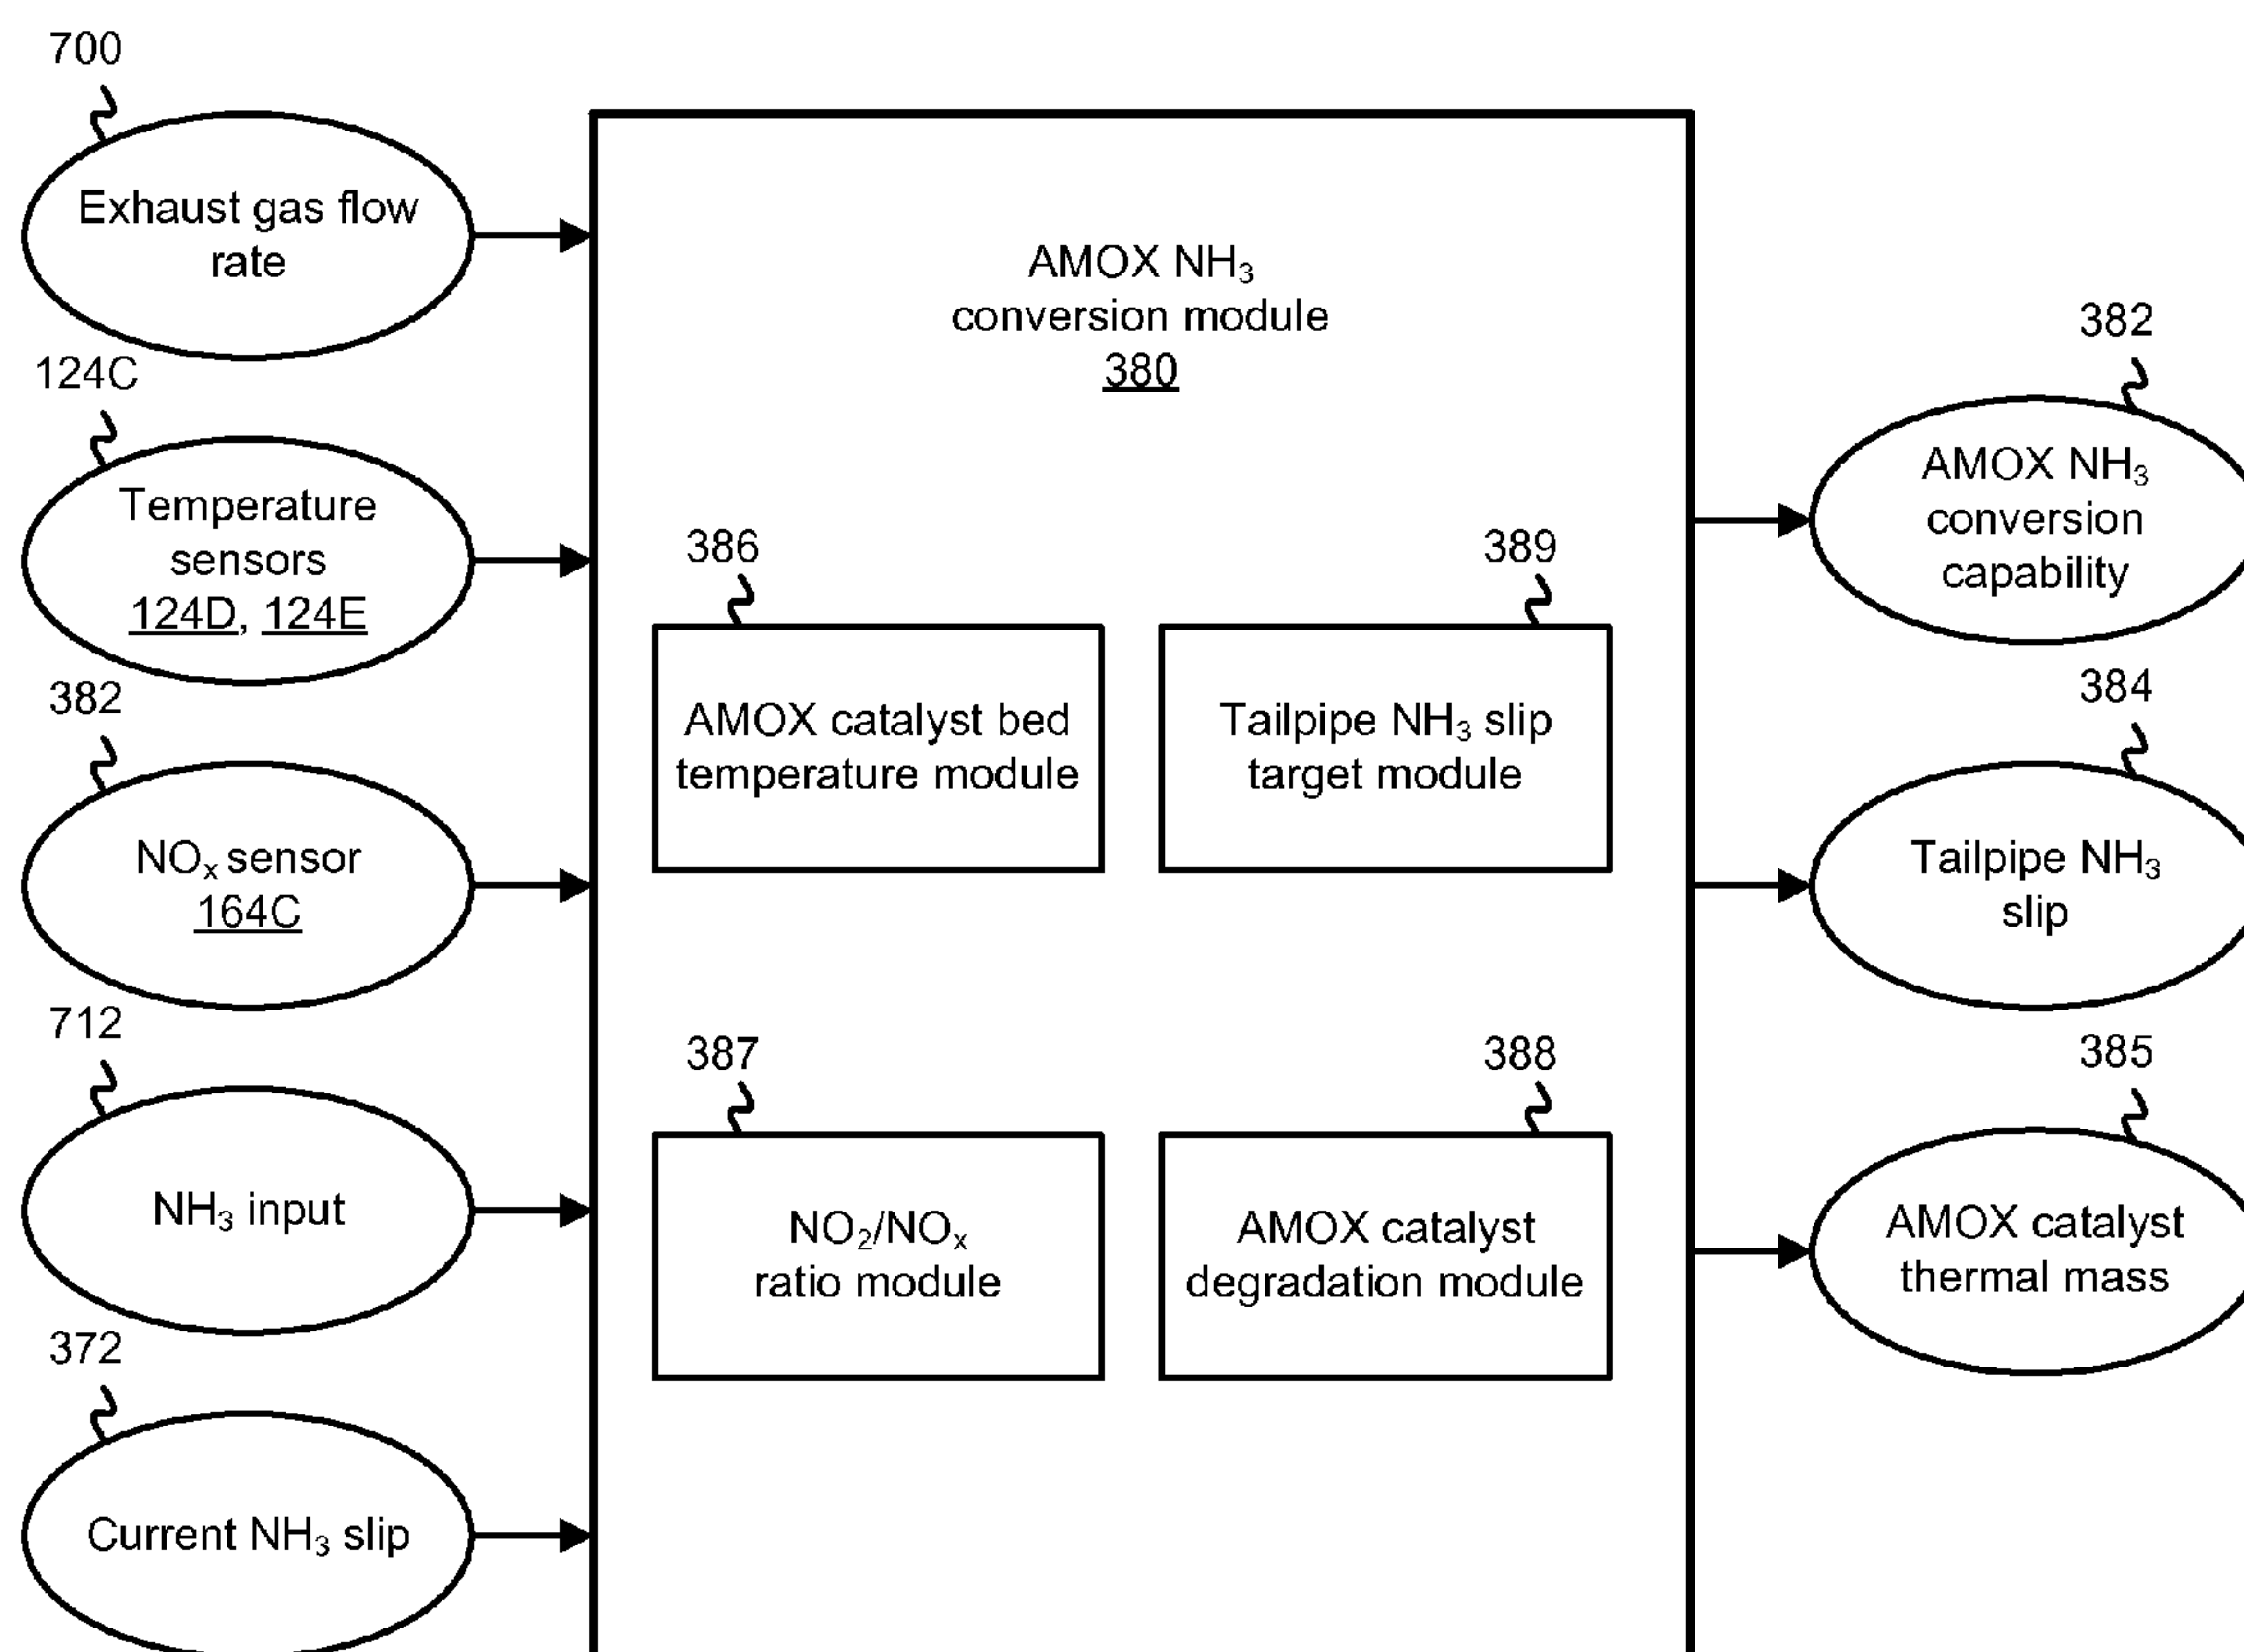 700
Exhaust gas flow
rate
124C
Temperature
sensors
124D, 124E
382
NOx sensor
164C
712
NH3 input
372
Current NH3 slip
AMOX NH3
conversion module
380
386
AMOX catalyst bed
temperature module
389
Tailpipe NH3 slip
target module
387
NO2/NOx
ratio module
388
AMOX catalyst
degradation module
382
AMOX NH3
conversion
capability
384
Tailpipe NH3
slip
385
AMOX catalyst
thermal mass